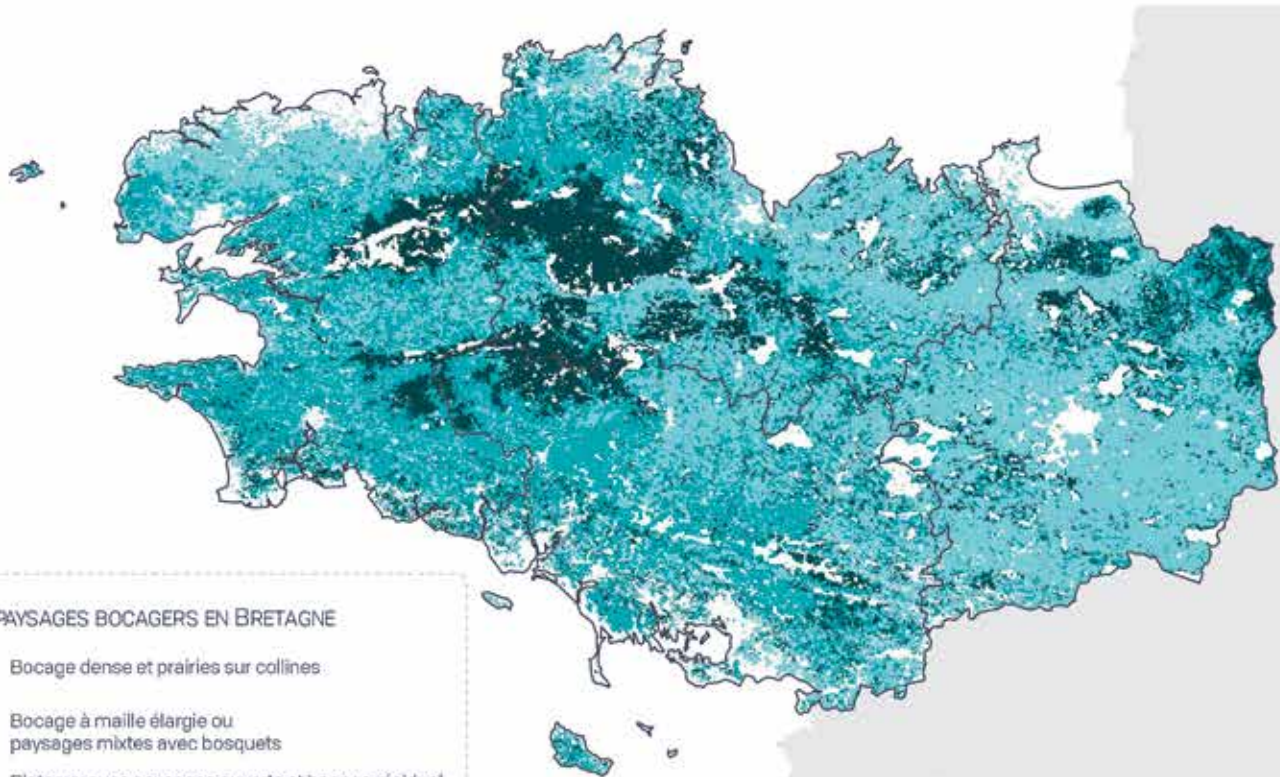 PAYSAGES BOCAGERS EN BRETAGNE
Bocage dense et prairies sur collines
Bocage à maille élargie ou
paysages mixtes avec bosquets